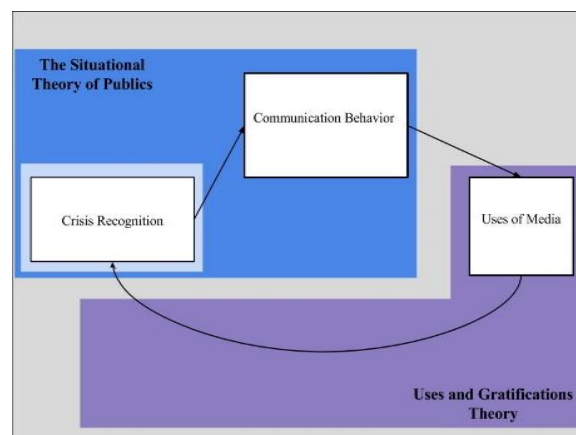 The Situational
Theory of Publics
Communication Behavior
Crisis Recognition
Uses of Media
Uses and Gratifications
Theory